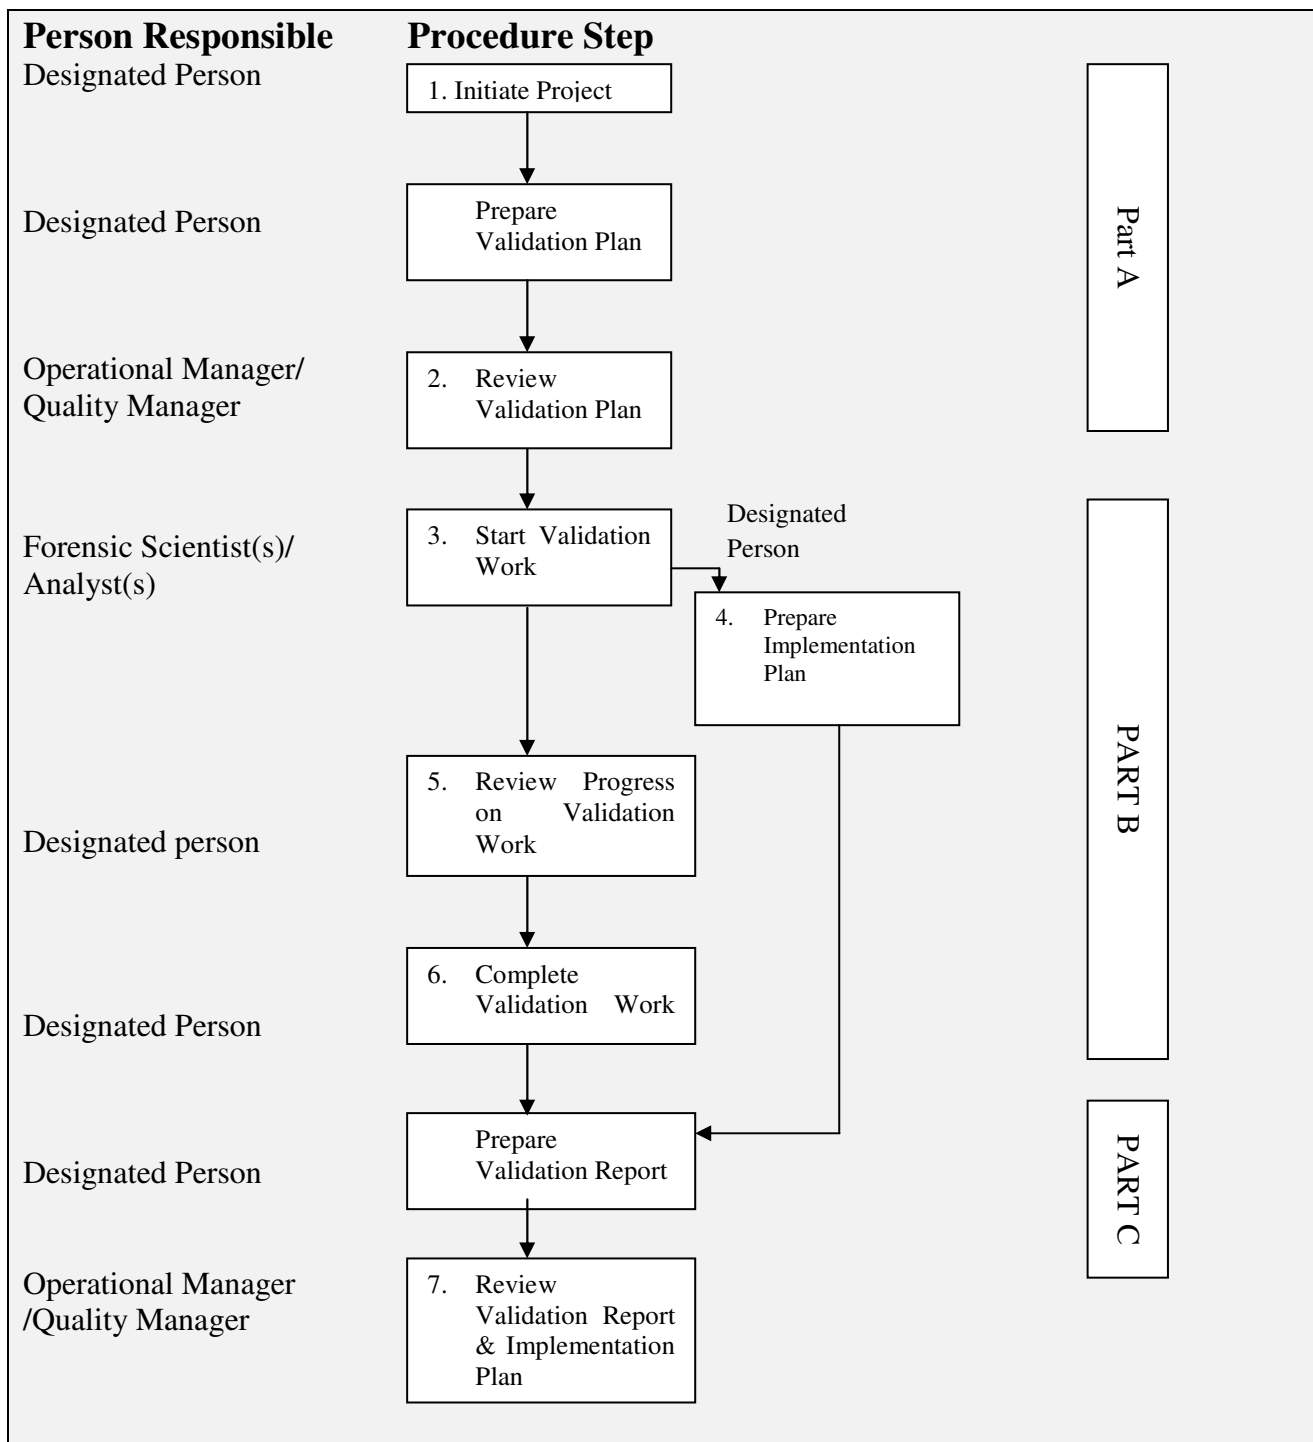 Person Responsible Procedure Step
Designated Person
1. Initiate Project
Designated Person
Prepare
Validation Plan
Part A
Operational Manager/
Quality Manager
2. Review
Validation Plan
Forensic Scientist(s)/
Analyst(s)
3. Start Validation
Work
Designated
Person
4. Prepare
Implementation
Plan
PART B
Designated person
5. Review Progress
on Validation
Work
Designated Person
6. Complete
Validation Work
Designated Person
Prepare
Validation Report
PART C
Operational Manager
/Quality Manager
7. Review
Validation Report
& Implementation
Plan